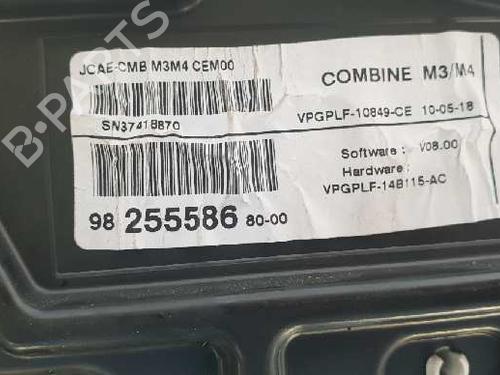 JCAE-CMB M3M4 CEM00
COMBINE M3/M4
SN37418870
VPGPLF-10849-CE 10-05-18
Software : V08.00
Hardware :
VPGPLF-14B115-AC
98 255586 80-00
B-PARTS